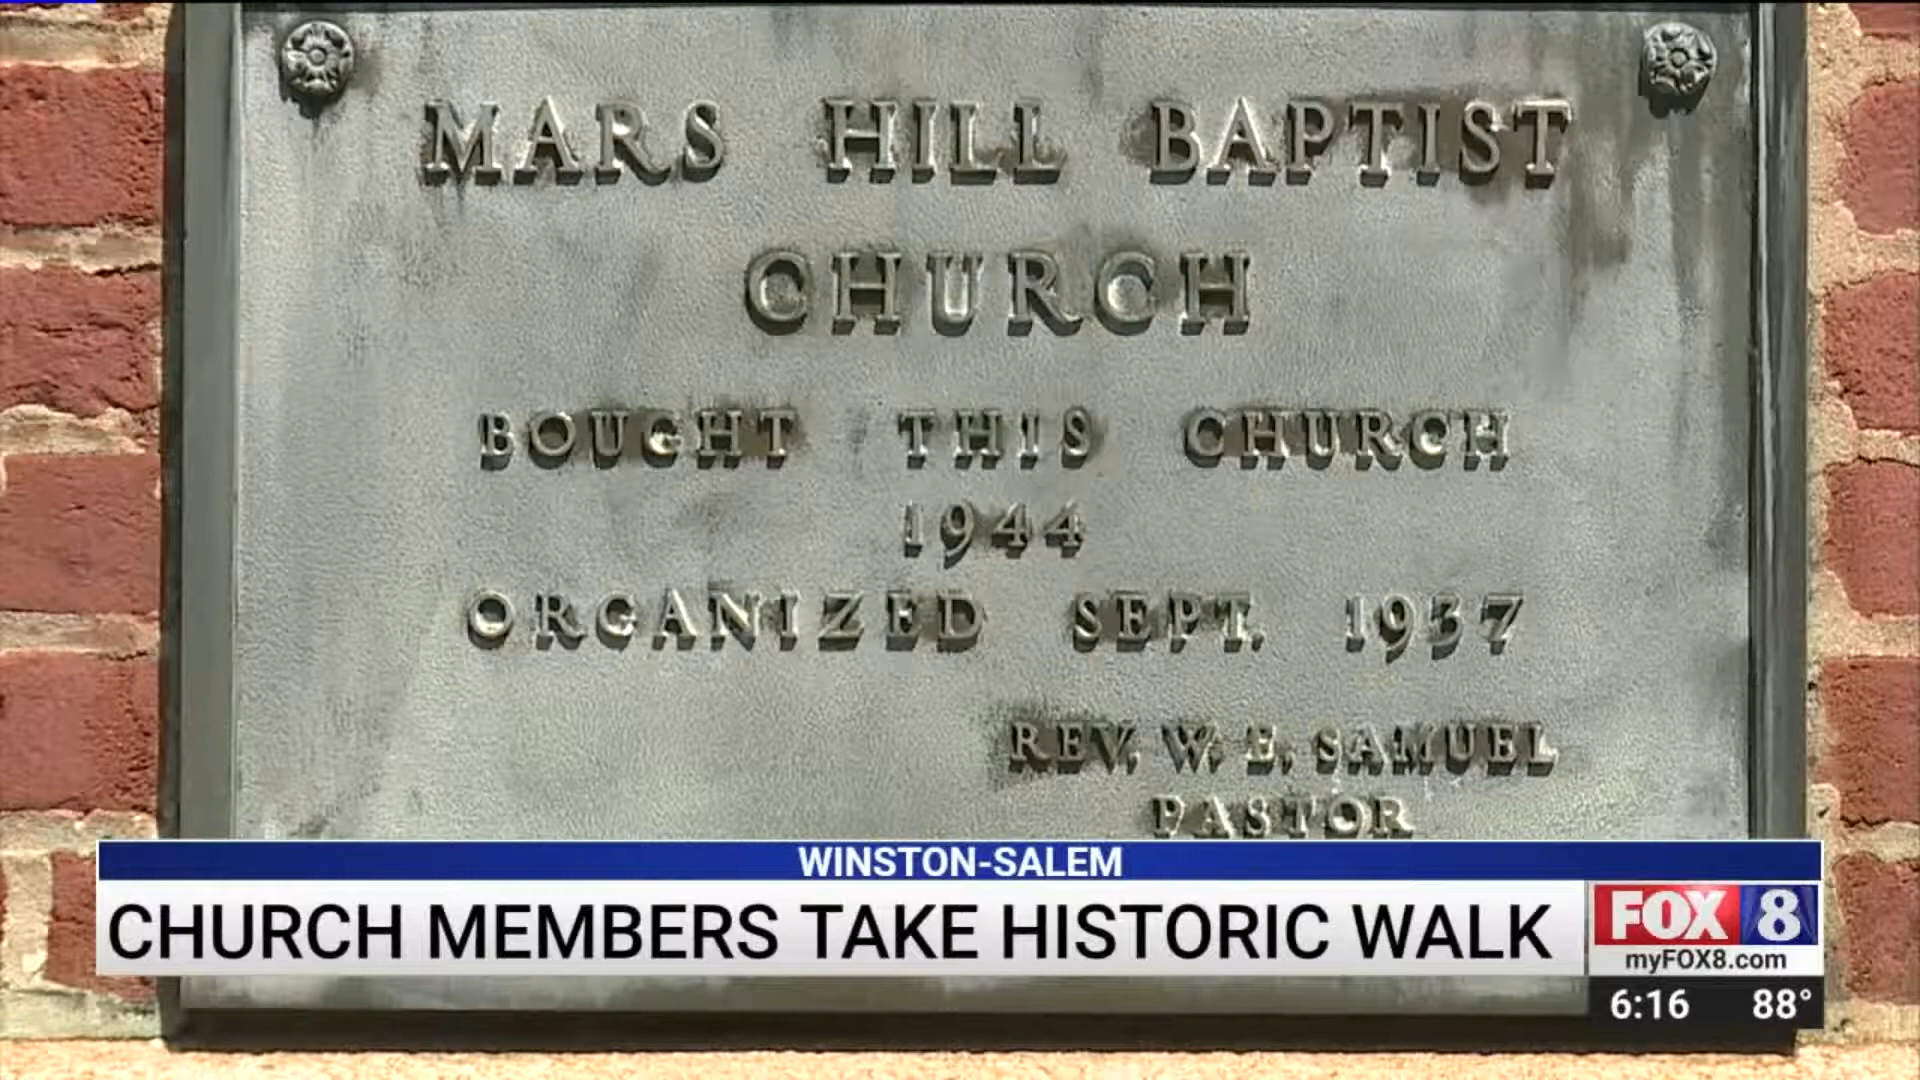 MARS HILL BAPTIST
CHURCH
BOUGHT THIS CHURCH
1944
ORGANIZED SEPT. 1937
REV. W. E. SAMUEL
PASTOR
WINSTON-SALEM
CHURCH MEMBERS TAKE HISTORIC WALK
FOX 8
myFOX8.com
6:16 88°